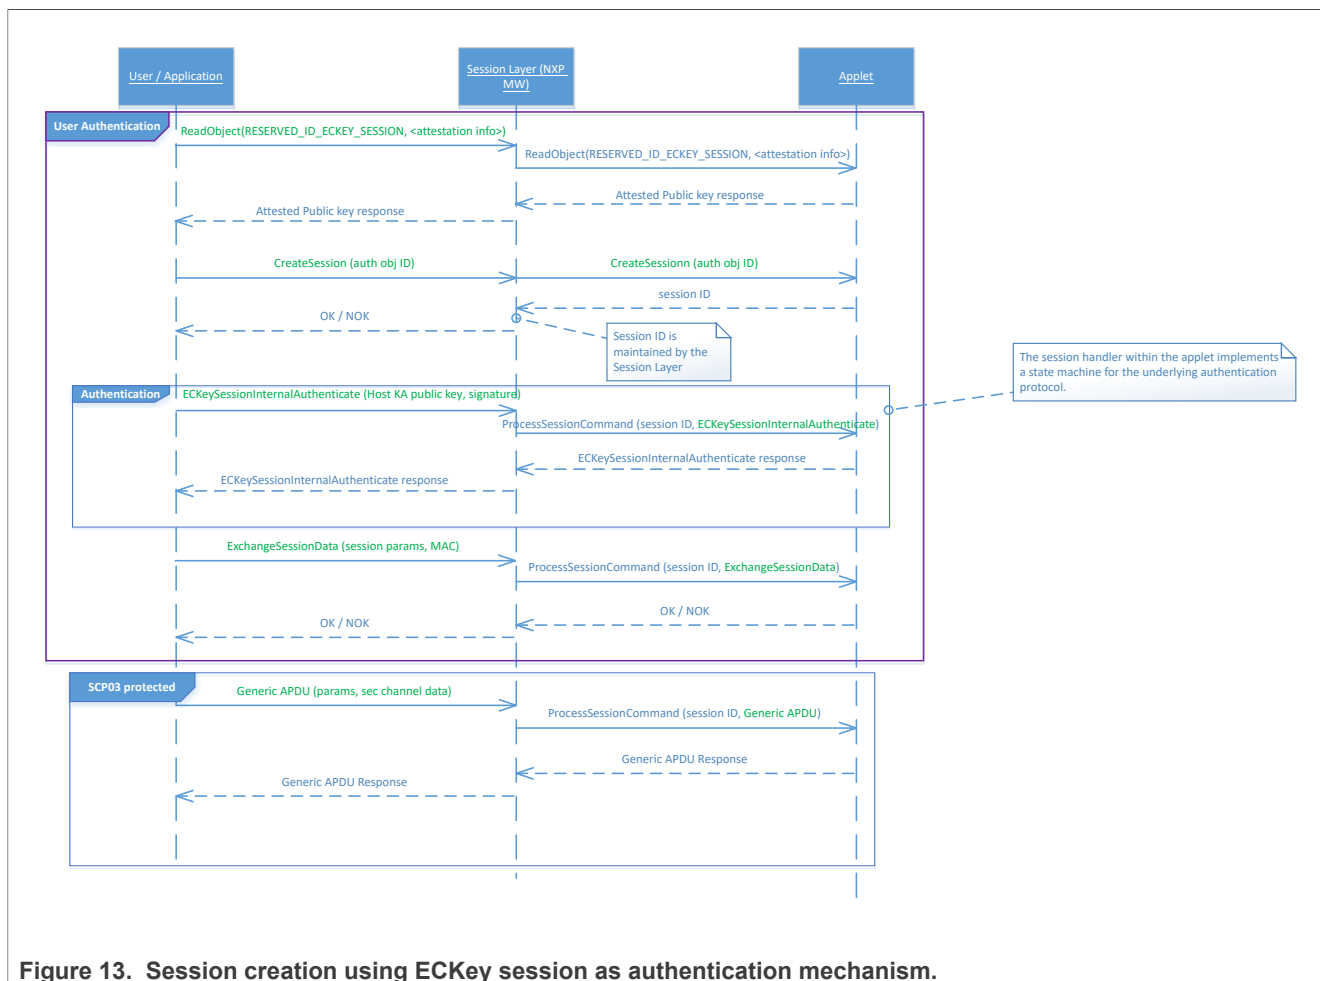 User / Application
Session Layer (NXP
MW)
Applet
User Authentication
ReadObject(RESERVED_ID_ECKEY_SESSION, <attestation info>)
ReadObject(RESERVED_ID_ECKEY_SESSION, <attestation info>)
Attested Public key response
Attested Public key response
CreateSession (auth obj ID)
CreateSessionn (auth obj ID)
session ID
OK / NOK
Session ID is
maintained by the
Session Layer
The session handler within the applet implements
a state machine for the underlying authentication
protocol.
Authentication
ECKeySessionInternalAuthenticate (Host KA public key, signature)
ProcessSessionCommand (session ID, ECKeySessionInternalAuthenticate)
ECKeySessionInternalAuthenticate response
ECKeySessionInternalAuthenticate response
ExchangeSessionData (session params, MAC)
ProcessSessionCommand (session ID, ExchangeSessionData)
OK / NOK
OK / NOK
SCP03 protected
Generic APDU (params, sec channel data)
ProcessSessionCommand (session ID, Generic APDU)
Generic APDU Response
Generic APDU Response
Figure 13. Session creation using ECKey session as authentication mechanism.